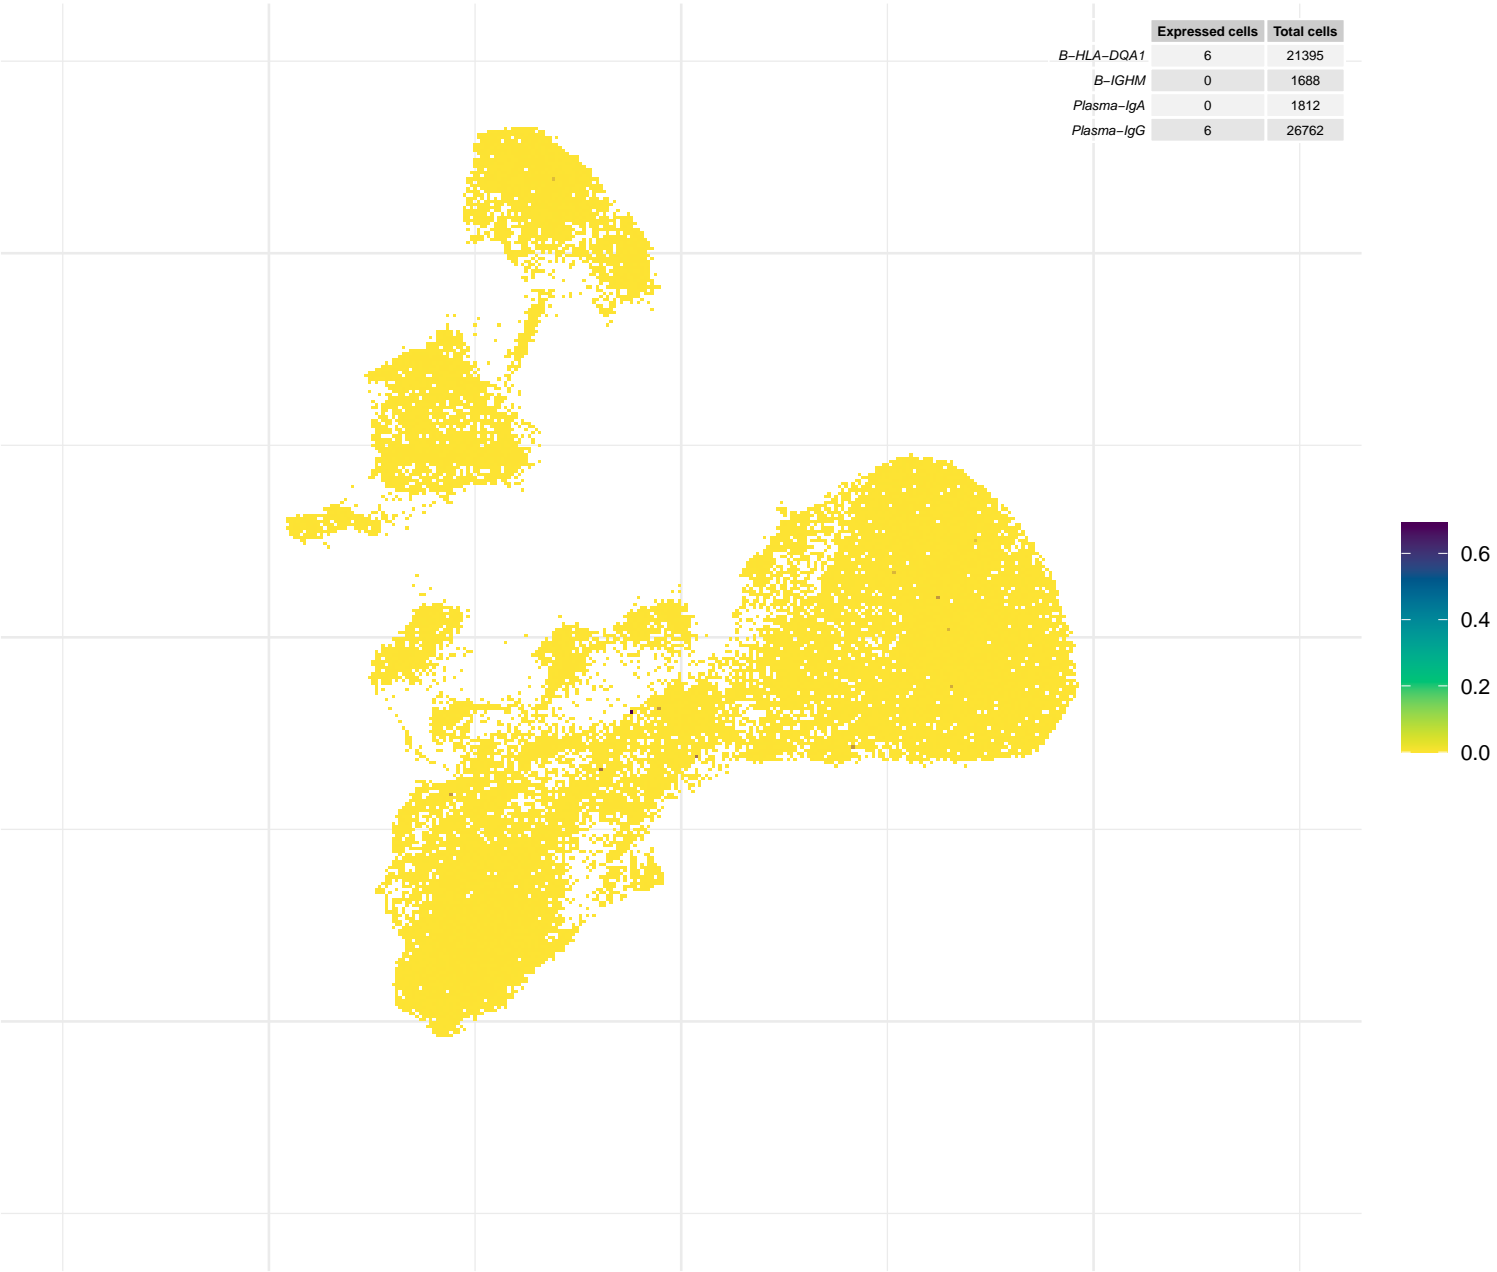 Expressed cells Total cells
B−HLA−DQA1 6 21395
B−IGHM 0 1688
Plasma−IgA 0 1812
Plasma−IgG 6 26762
0.6
0.4
0.2
0.0